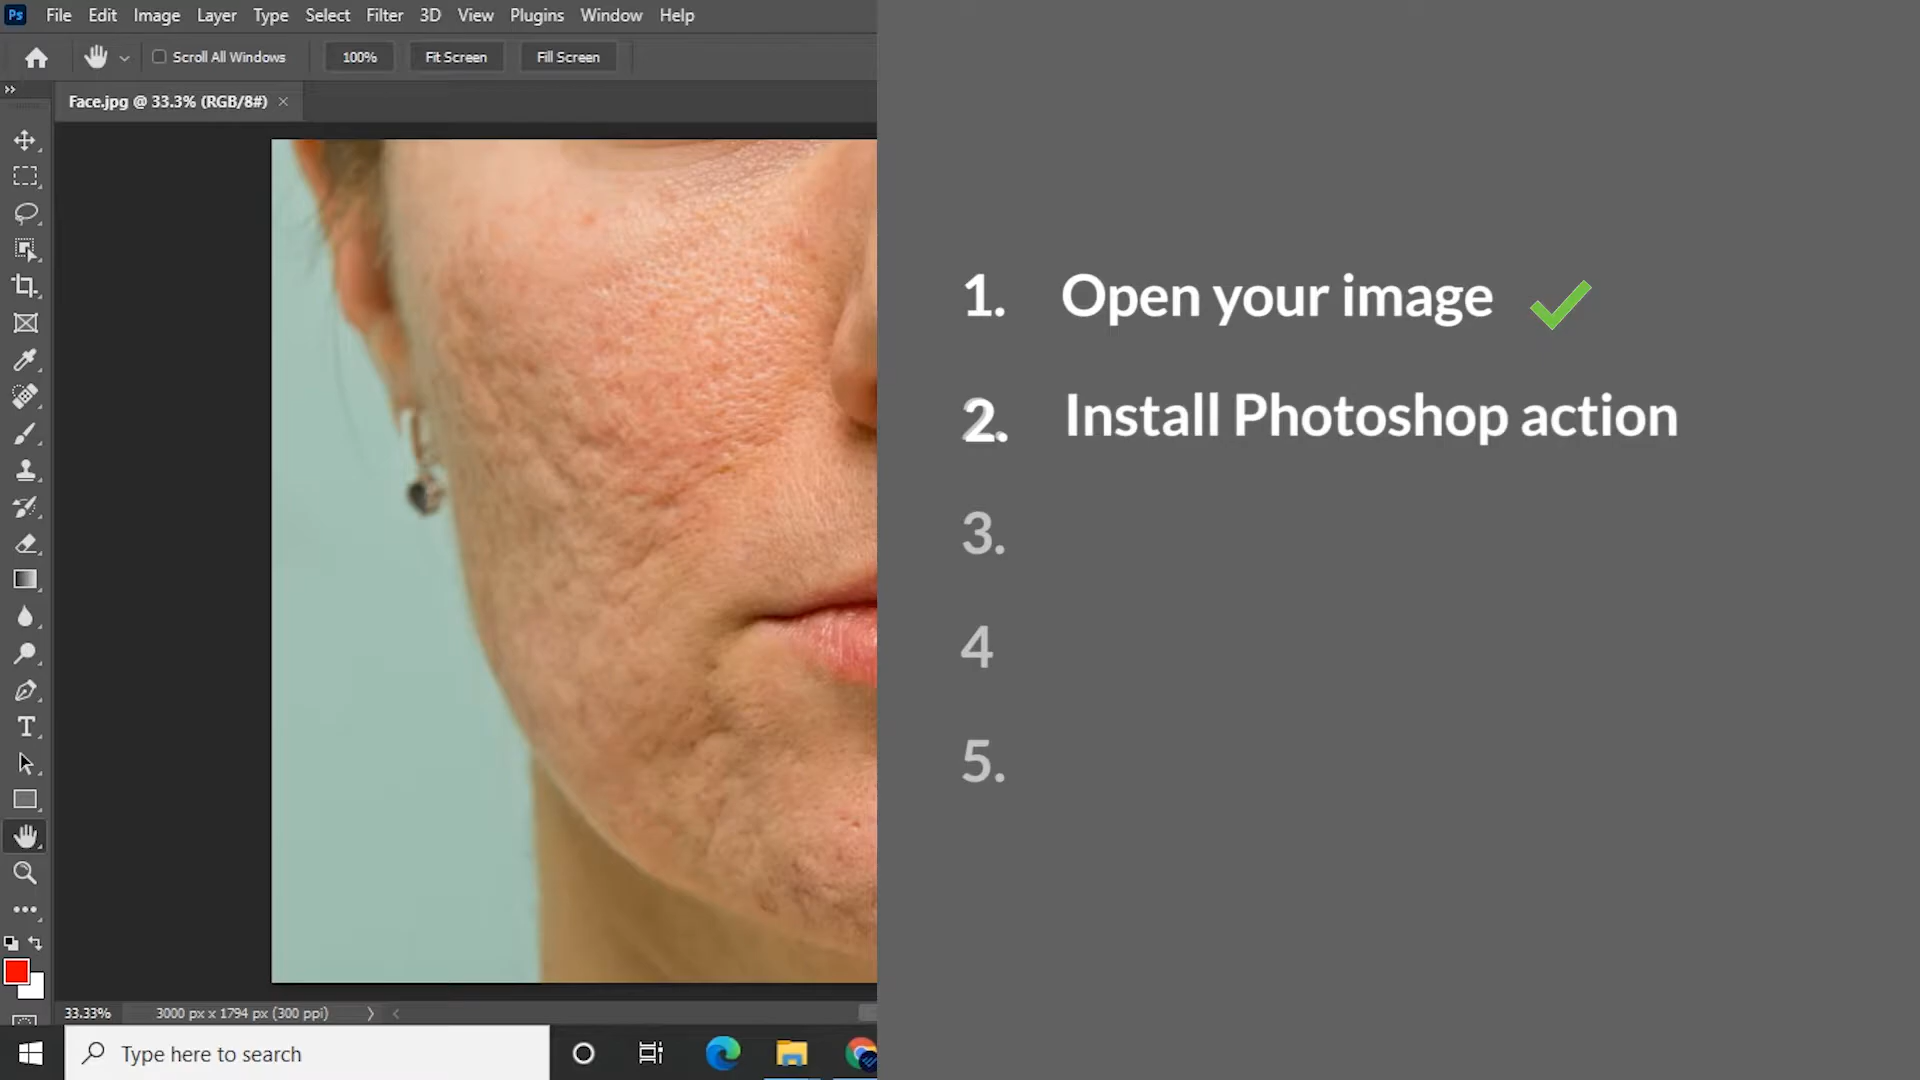 Ps File Edit Image Layer Type Select Filter 3D View Plugins Window Help
Scroll All Windows 100% Fit Screen Fill Screen
Face.jpg @ 33.3% (RGB/8#) ×
1. Open your image
2. Install Photoshop action
3.
4
5.
33.33% 3000 px x 1794 px (300 ppi)
Type here to search